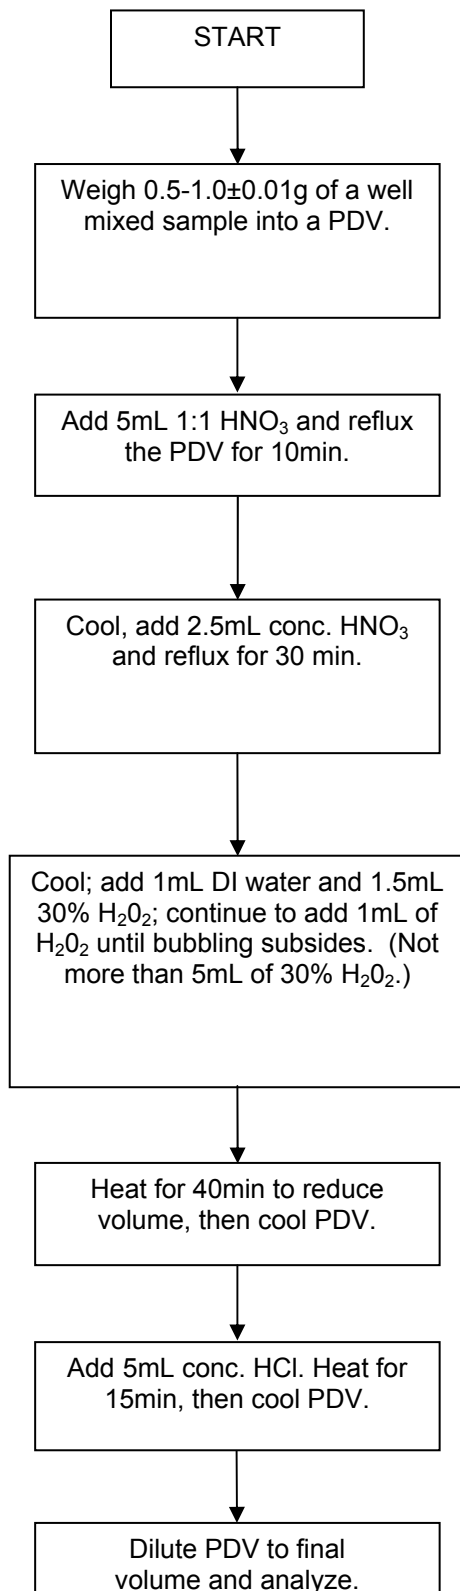 START
Weigh 0.5-1.0±0.01g of a well
mixed sample into a PDV.
Add 5mL 1:1 HNO₃ and reflux
the PDV for 10min.
Cool, add 2.5mL conc. HNO₃
and reflux for 30 min.
Cool; add 1mL DI water and 1.5mL
30% H₂0₂; continue to add 1mL of
H₂0₂ until bubbling subsides.  (Not
more than 5mL of 30% H₂0₂.)
Heat for 40min to reduce
volume, then cool PDV.
Add 5mL conc. HCl. Heat for
15min, then cool PDV.
Dilute PDV to final
volume and analyze.